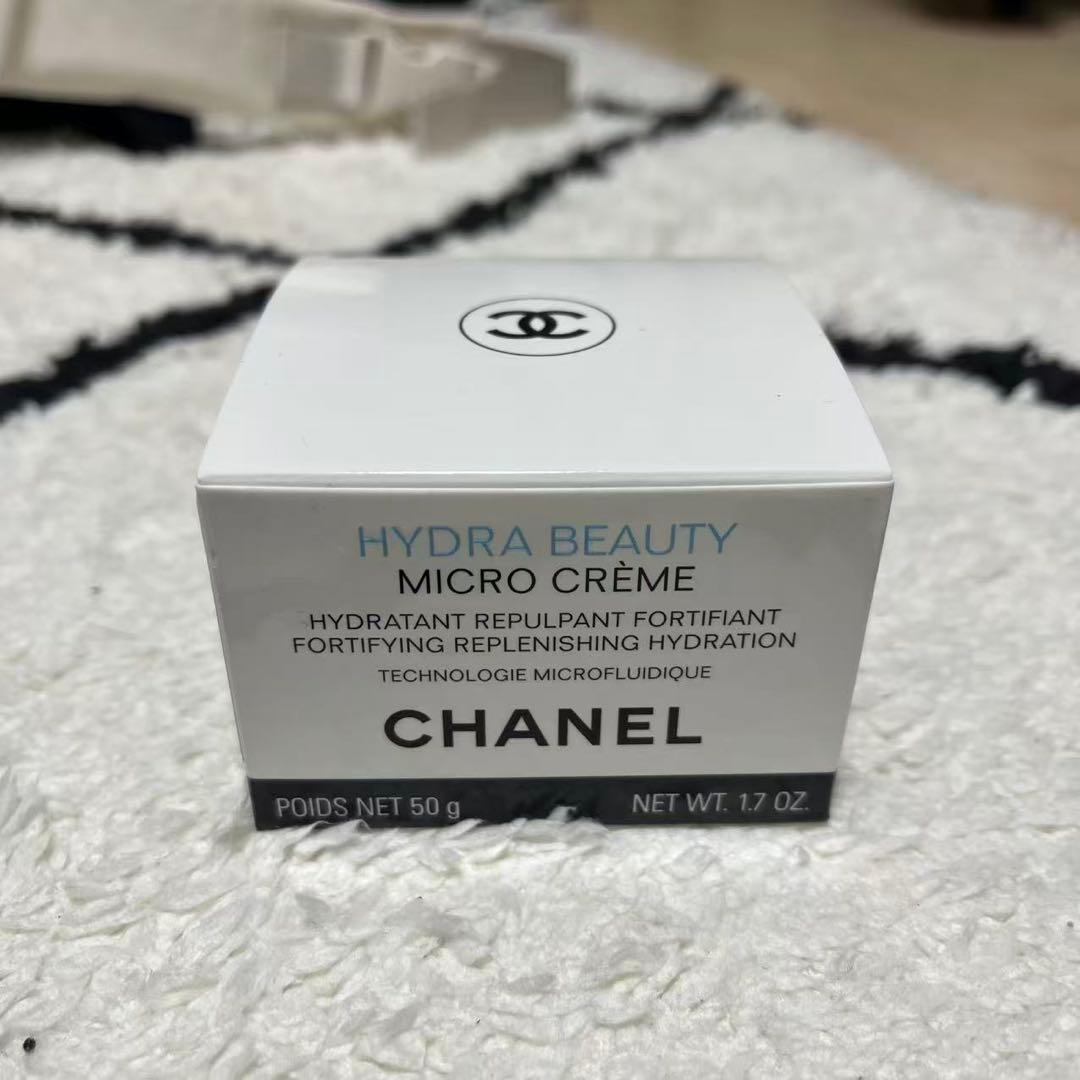 HYDRA BEAUTY
MICRO CRÈME
HYDRATANT REPULPANT FORTIFIANT
FORTIFYING REPLENISHING HYDRATION
TECHNOLOGIE MICROFLUIDIQUE
CHANEL
POIDS NET 50 g NET WT. 1.7 OZ.